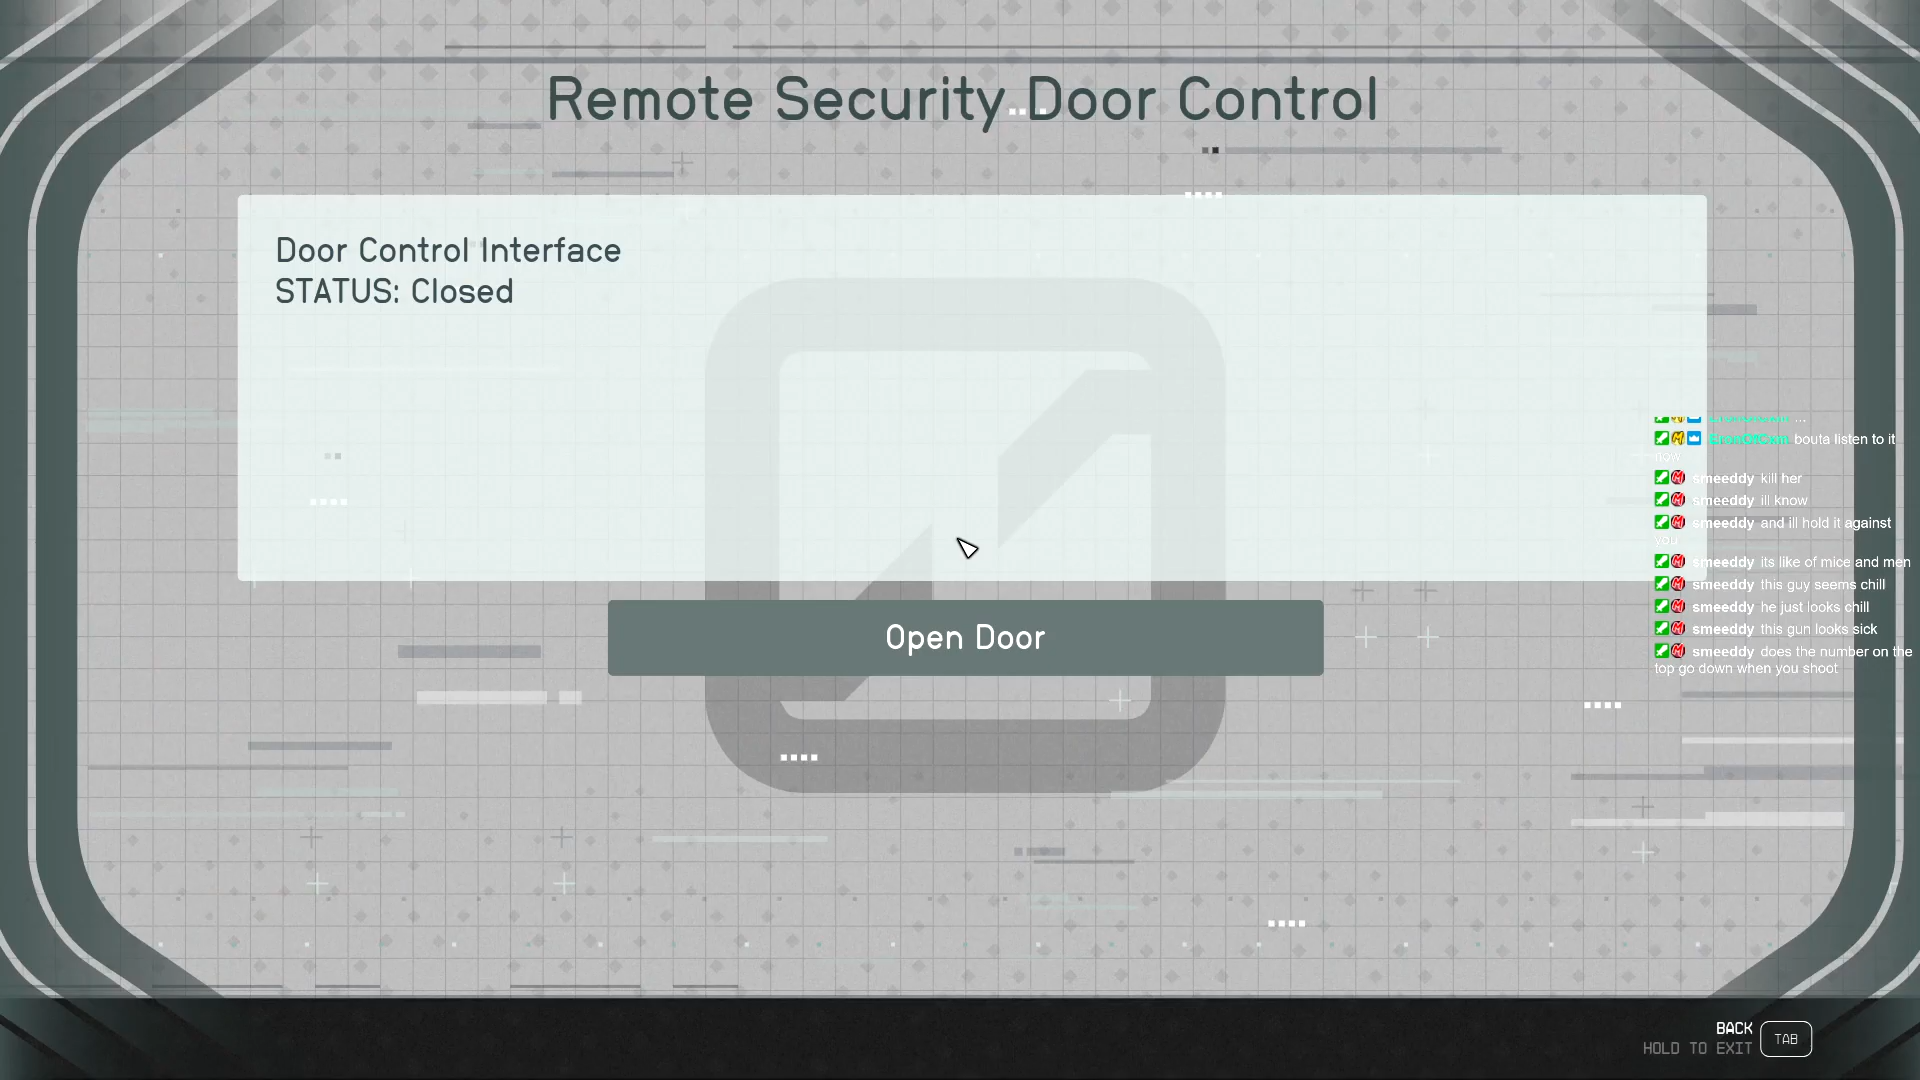 Remote Security Door Control
Door Control Interface
STATUS: Closed
Open Door
...
bouta listen to it
now
smeeddy kill her
smeeddy ill know
smeeddy and ill hold it against
you
smeeddy its like of mice and men
smeeddy this guy seems chill
smeeddy he just looks chill
smeeddy this gun looks sick
smeeddy does the number on the
top go down when you shoot
BACK
HOLD TO EXIT
TAB